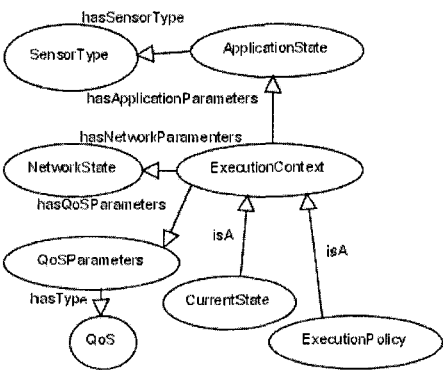 hasSensorType
SensorType
ApplicationState
hasApplicationParameters
hasNetworkParamenters
NetworkState
ExecutionContext
hasQoSParameters
isA
isA
QoSParameters
hasType
CurrentState
QoS
ExecutionPolicy